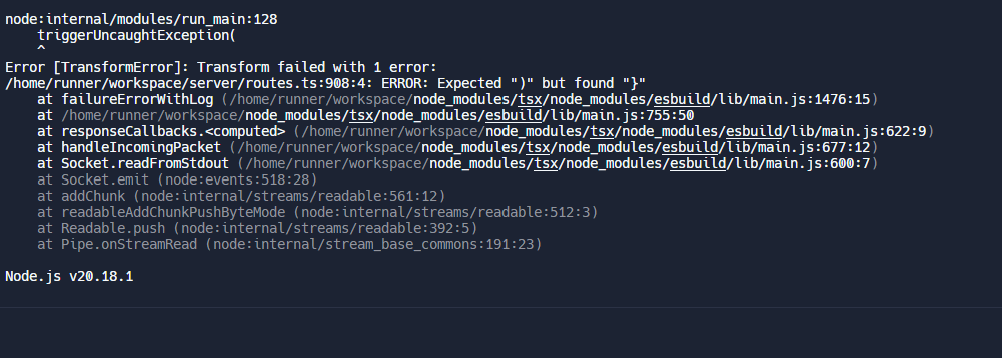 node:internal/modules/run_main:128
    triggerUncaughtException(
    ^
Error [TransformError]: Transform failed with 1 error:
/home/runner/workspace/server/routes.ts:908:4: ERROR: Expected ")" but found "}"
    at failureErrorWithLog (/home/runner/workspace/node_modules/tsx/node_modules/esbuild/lib/main.js:1476:15)
    at /home/runner/workspace/node_modules/tsx/node_modules/esbuild/lib/main.js:755:50
    at responseCallbacks.<computed> (/home/runner/workspace/node_modules/tsx/node_modules/esbuild/lib/main.js:622:9)
    at handleIncomingPacket (/home/runner/workspace/node_modules/tsx/node_modules/esbuild/lib/main.js:677:12)
    at Socket.readFromStdout (/home/runner/workspace/node_modules/tsx/node_modules/esbuild/lib/main.js:600:7)
    at Socket.emit (node:events:518:28)
    at addChunk (node:internal/streams/readable:561:12)
    at readableAddChunkPushByteMode (node:internal/streams/readable:512:3)
    at Readable.push (node:internal/streams/readable:392:5)
    at Pipe.onStreamRead (node:internal/stream_base_commons:191:23)

Node.js v20.18.1